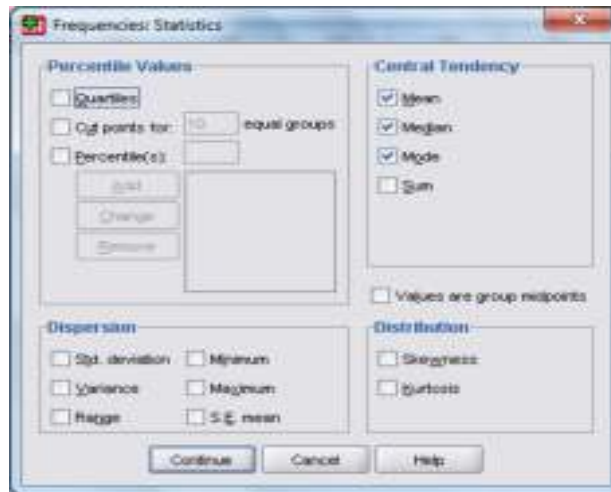 Frequencies: Statistics
Percentile Values
Quartiles
Cut points for: 10 equal groups
Percentile(s):
Add
Change
Remove
Central Tendency
Mean
Median
Mode
Sum
Values are group midpoints
Dispersion
Std. deviation
Minimum
Variance
Maximum
Range
S.E. mean
Distribution
Skewness
Kurtosis
Continue
Cancel
Help